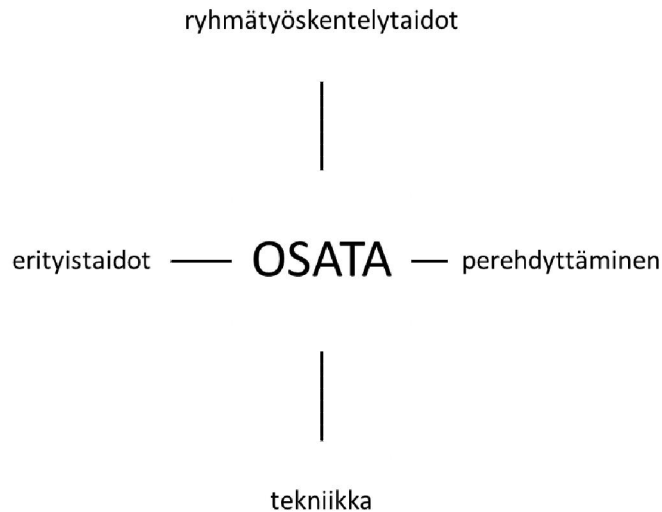 ryhmätyöskentelytaidot
erityistaidot
OSATA
perehdyttäminen
tekniikka